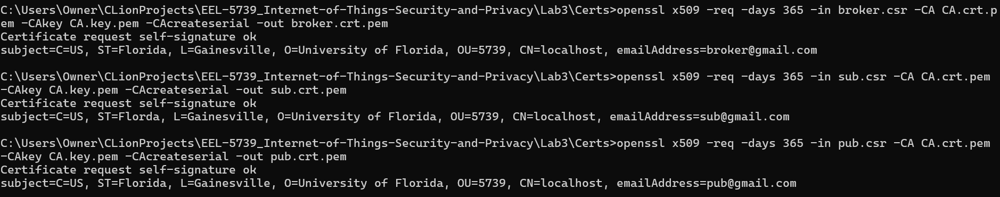 C:\Users\Owner\CLionProjects\EEL-5739_Internet-of-Things-Security-and-Privacy\Lab3\Certs>openssl x509 -req -days 365 -in broker.csr -CA CA.crt.p
em -CAkey CA.key.pem -CAcreateserial -out broker.crt.pem
Certificate request self-signature ok
subject=C=US, ST=Florida, L=Gainesville, O=University of Florida, OU=5739, CN=localhost, emailAddress=broker@gmail.com
C:\Users\Owner\CLionProjects\EEL-5739_Internet-of-Things-Security-and-Privacy\Lab3\Certs>openssl x509 -req -days 365 -in sub.csr -CA CA.crt.pem
-CAkey CA.key.pem -CAcreateserial -out sub.crt.pem
Certificate request self-signature ok
subject=C=US, ST=Florda, L=Gainesville, O=University of Florida, OU=5739, CN=localhost, emailAddress=sub@gmail.com
C:\Users\Owner\CLionProjects\EEL-5739_Internet-of-Things-Security-and-Privacy\Lab3\Certs>openssl x509 -req -days 365 -in pub.csr -CA CA.crt.pem
-CAkey CA.key.pem -CAcreateserial -out pub.crt.pem
Certificate request self-signature ok
subject=C=US, ST=Florida, L=Gainesville, O=University of Florida, OU=5739, CN=localhost, emailAddress=pub@gmail.com